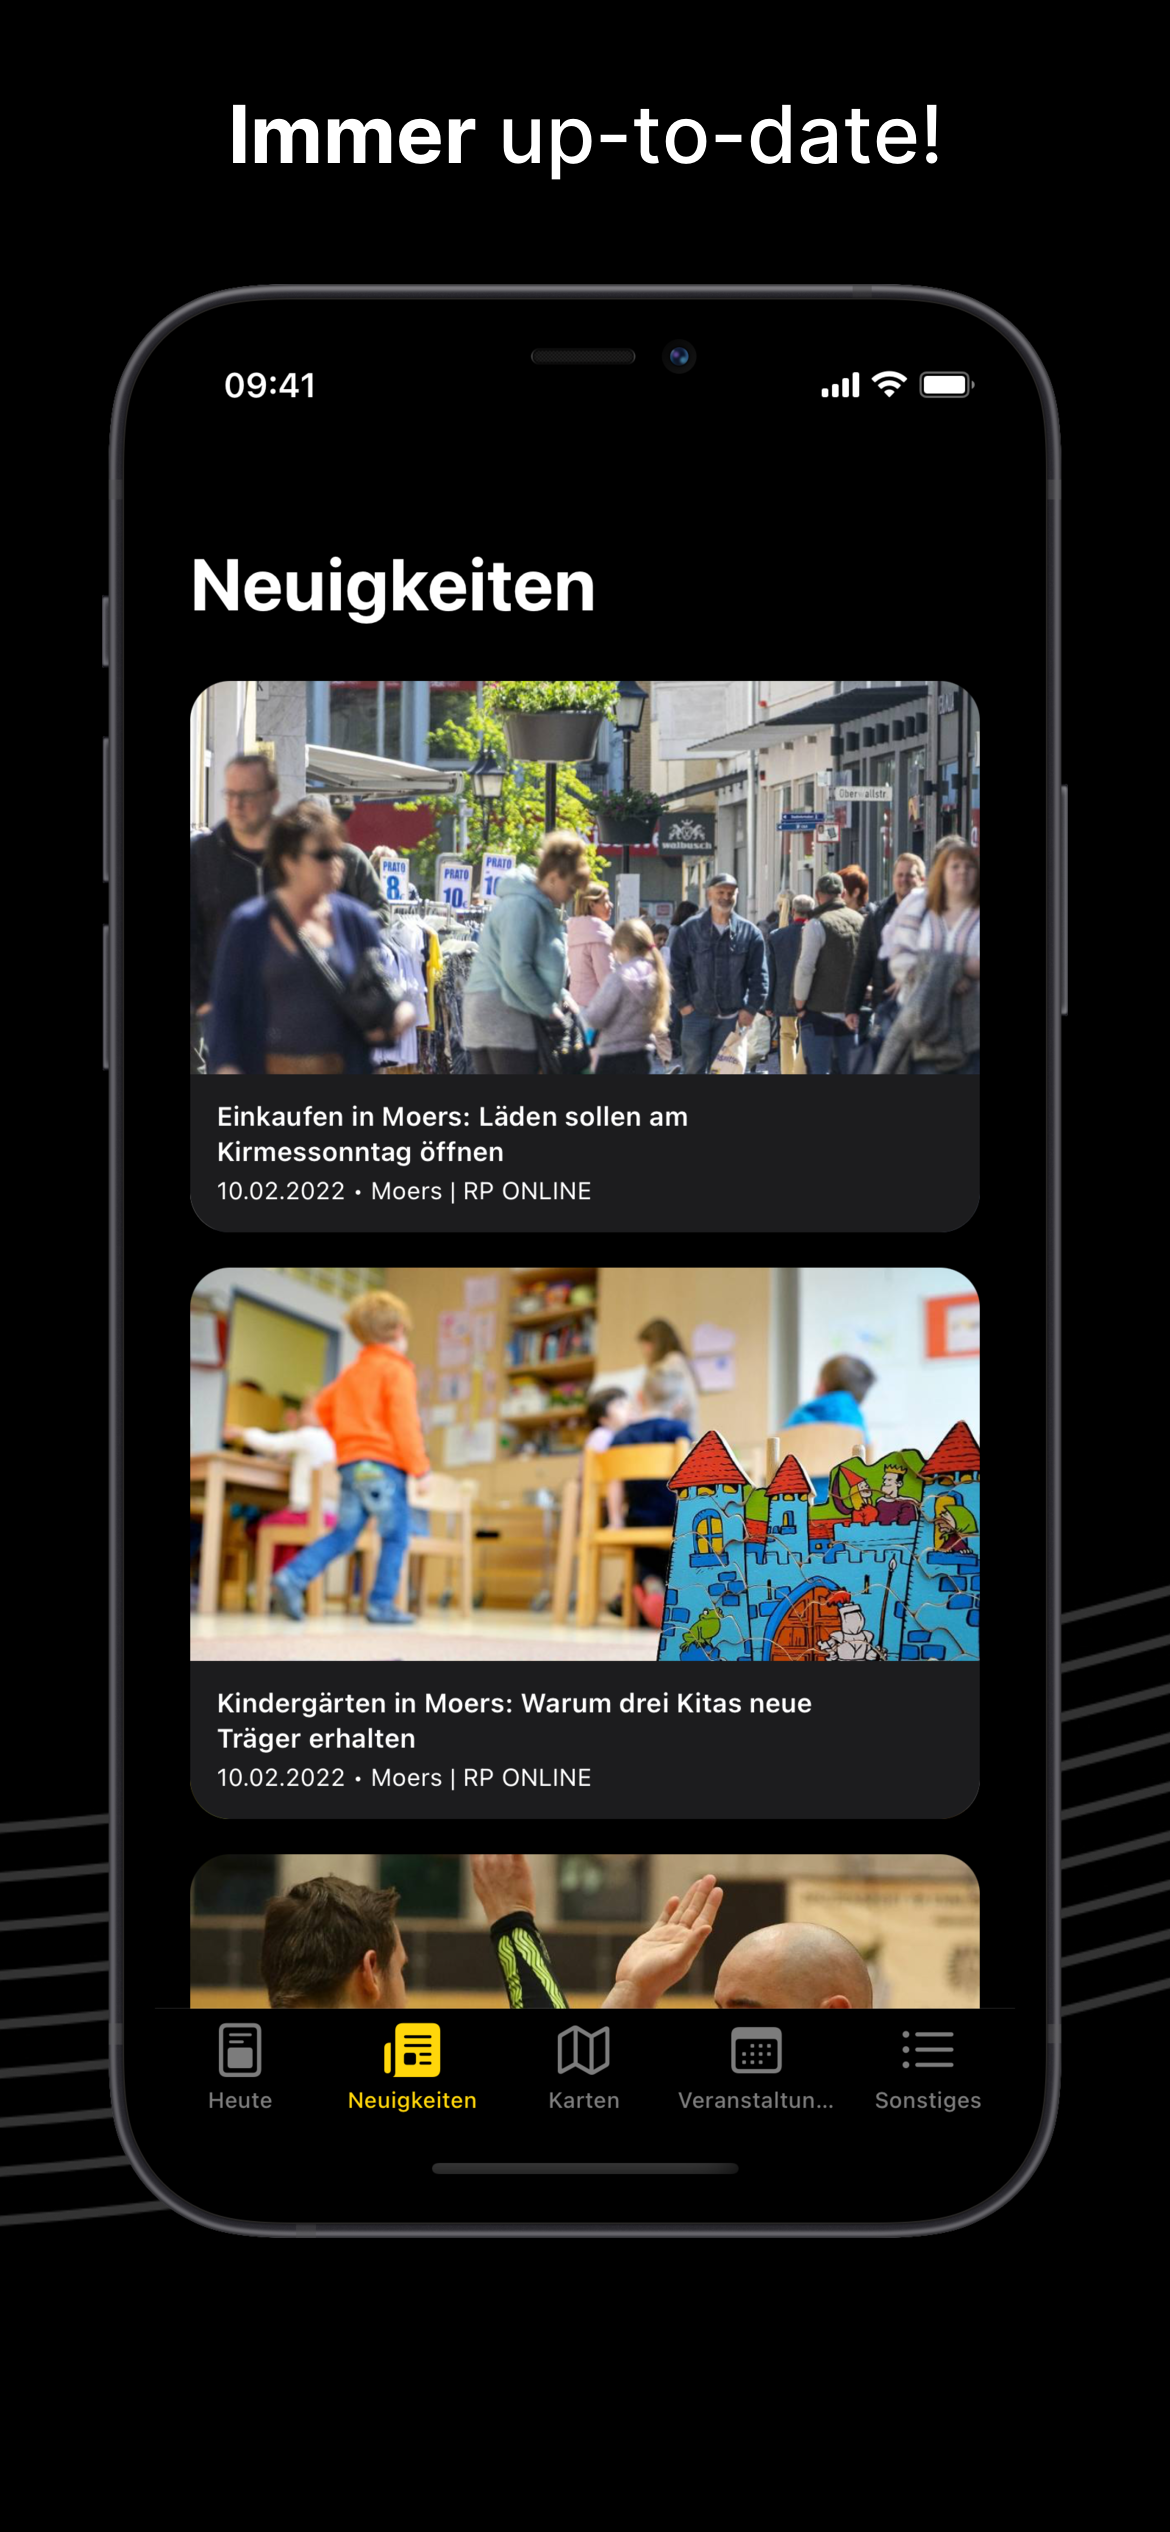 Immer up-to-date!
09:41
Neuigkeiten
Oberwallstr
walbusch
PRATO
8.
PRATO
10.
PRATO
10
Einkaufen in Moers: Läden sollen am
Kirmessonntag öffnen
10.02.2022 • Moers | RP ONLINE
Kindergärten in Moers: Warum drei Kitas neue
Träger erhalten
10.02.2022 • Moers | RP ONLINE
Heute
Neuigkeiten
Karten
Veranstaltun...
Sonstiges